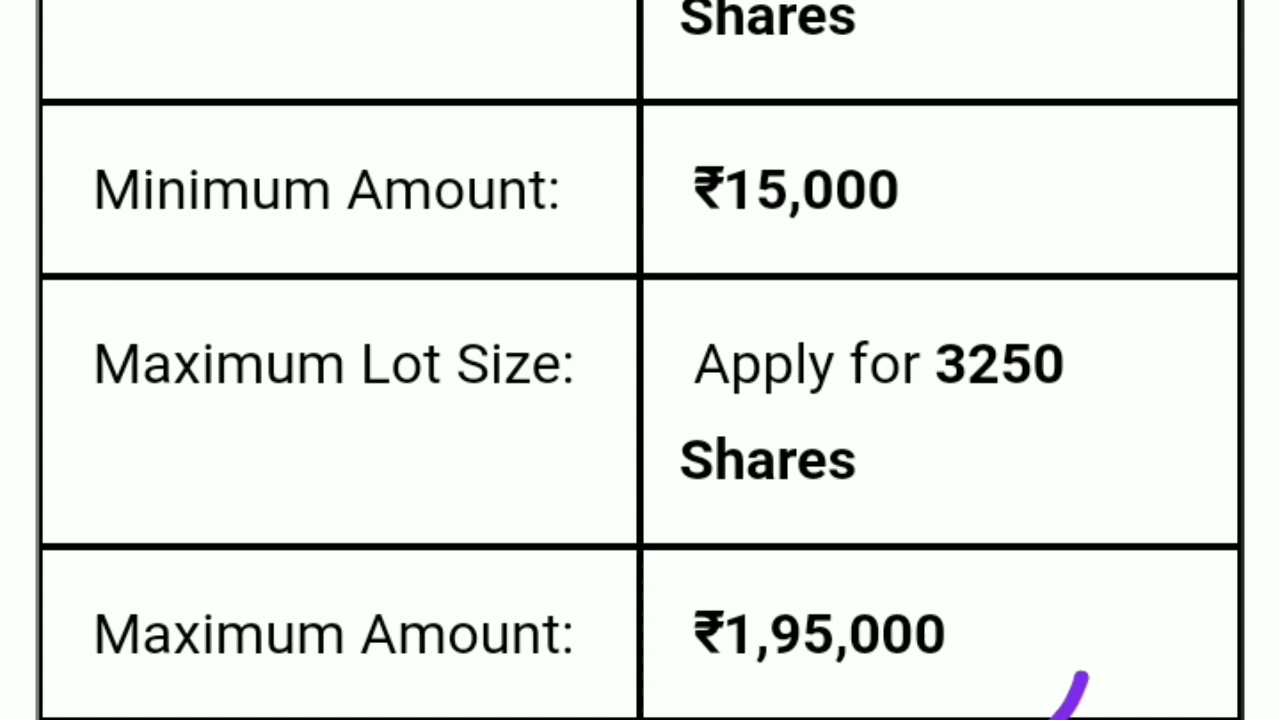 Shares
Minimum Amount: ₹15,000
Maximum Lot Size: Apply for 3250
Shares
Maximum Amount: ₹1,95,000